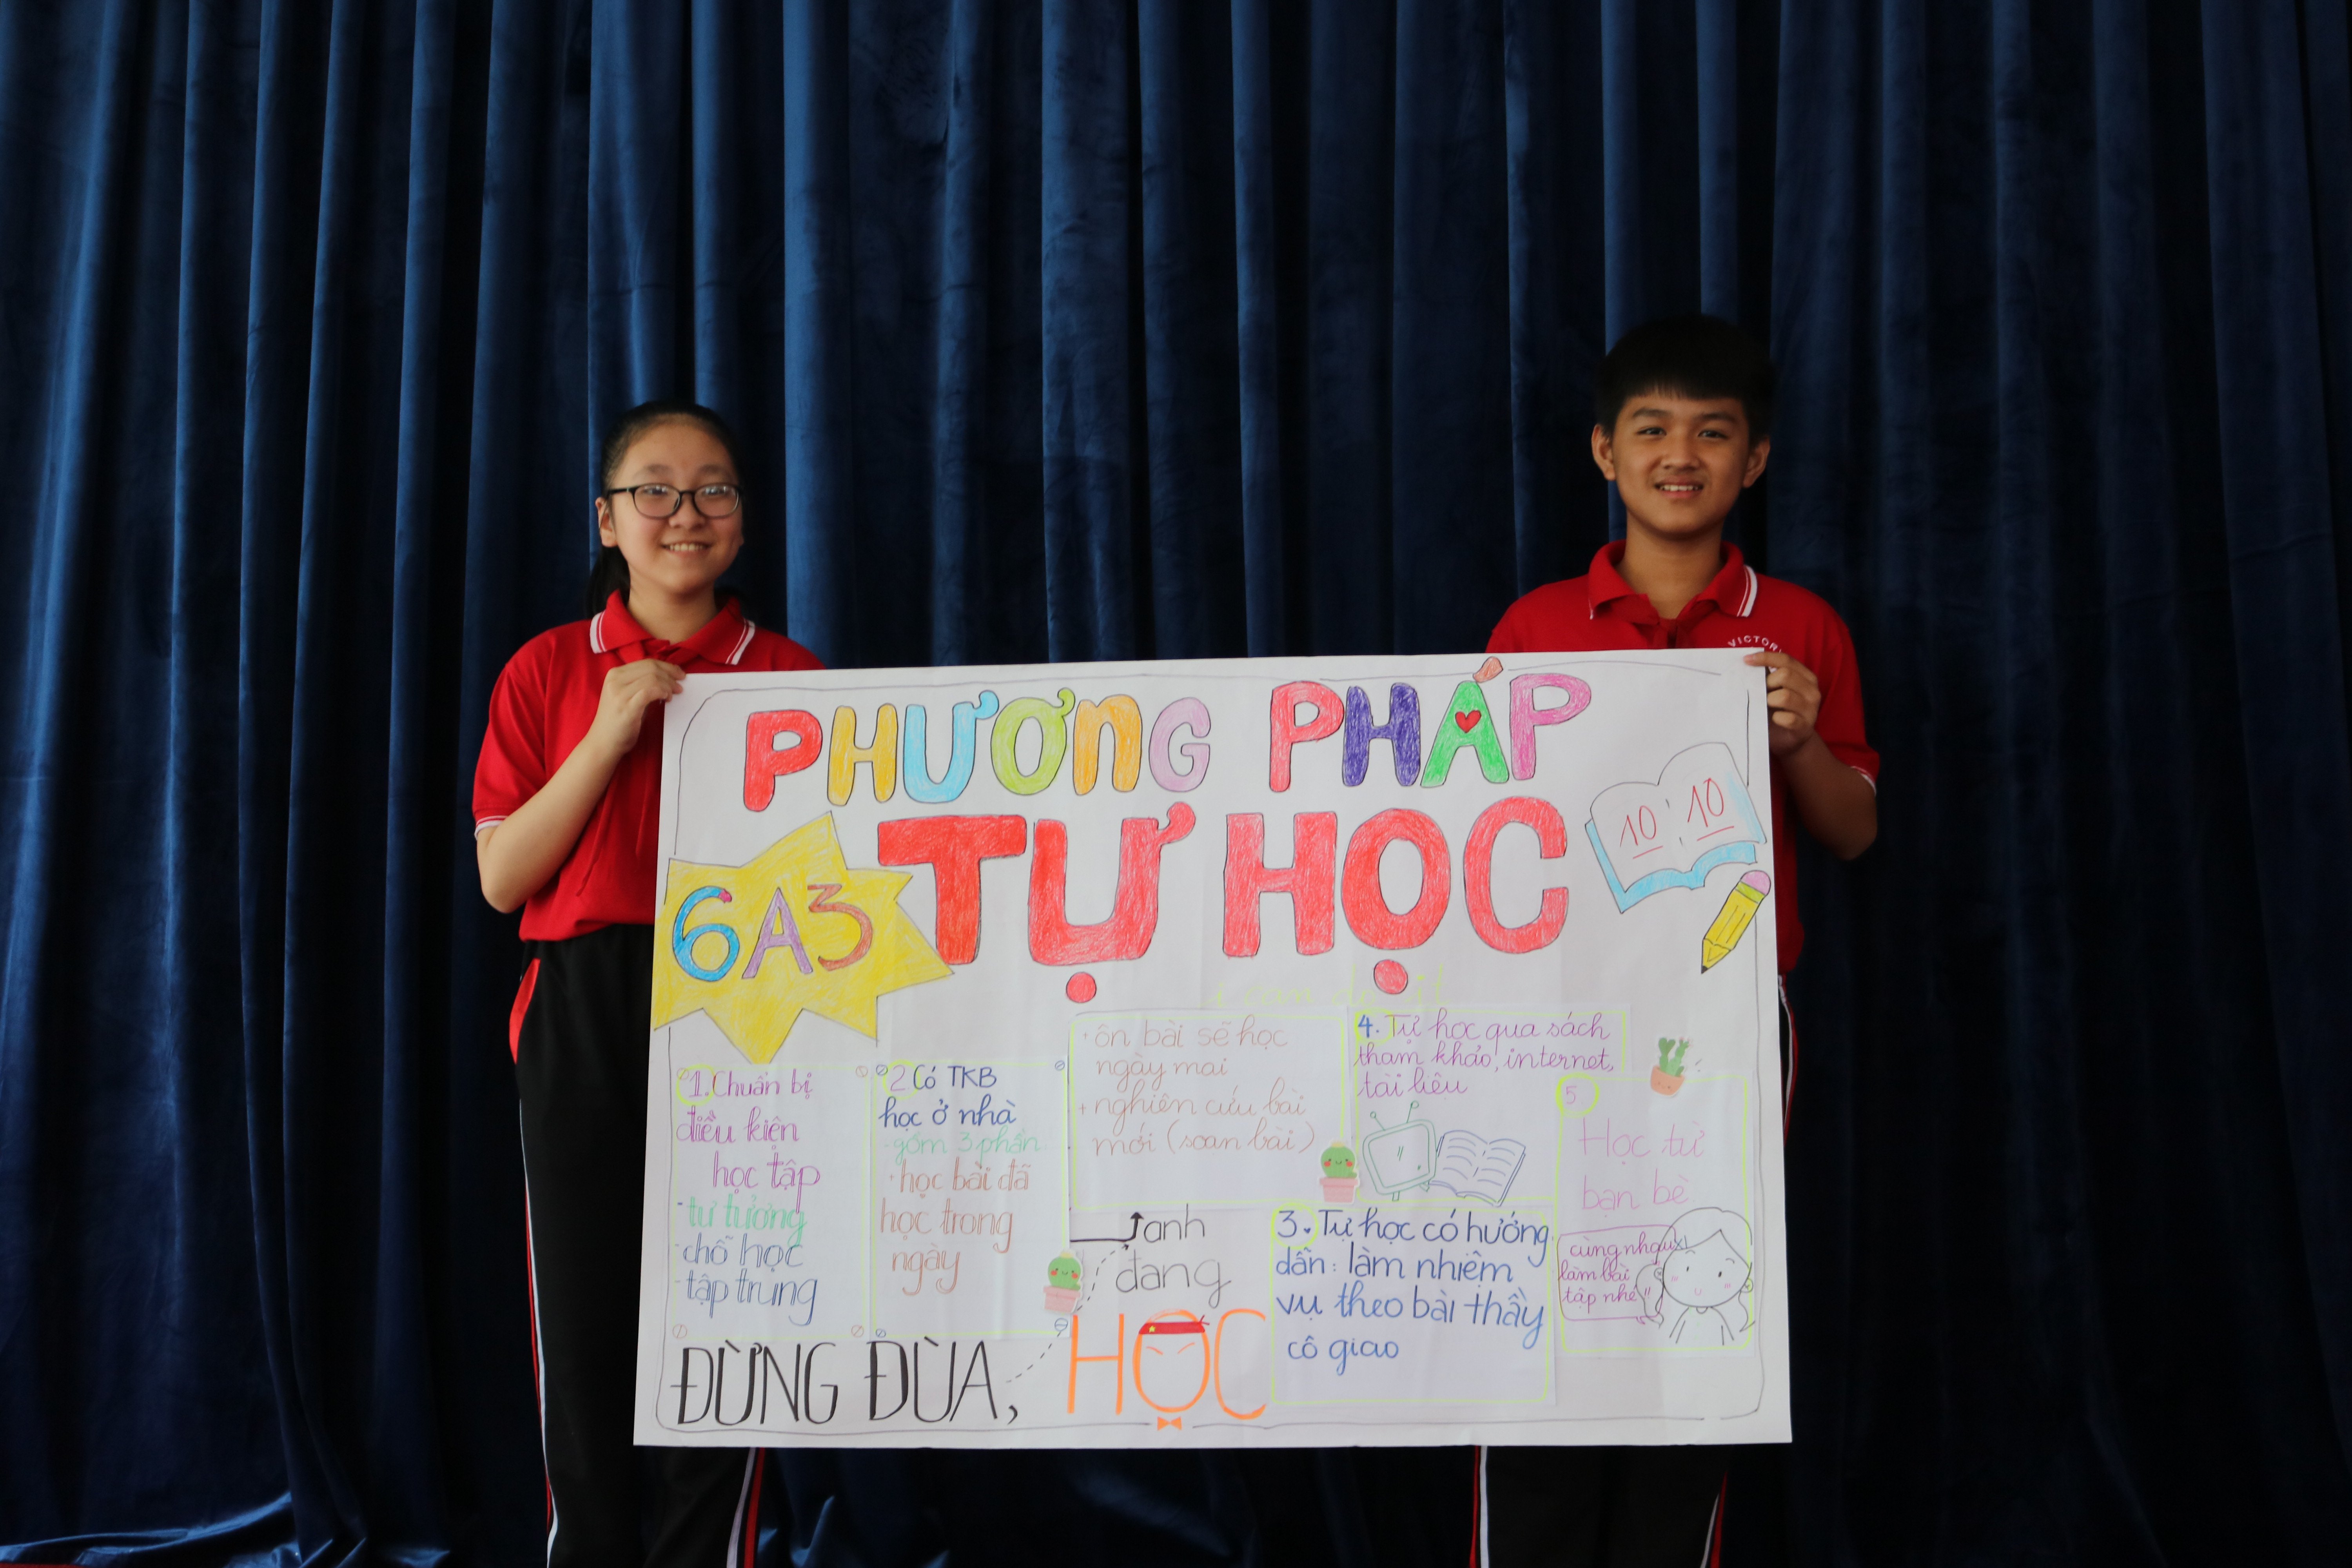 VICTOR
PHƯƠNG PHÁP
TỰ HỌC
10 : 10
6A3
i can do it
1. Chuẩn bị
điều kiện
học tập
- tư tưởng
- chỗ học
- tập trung
2 Có TKB
học ở nhà
- gồm 3 phần
• học bài đã
học trong
ngày
• ôn bài sẽ học
ngày mai
+ nghiên cứu bài
mới (soạn bài)
4. Tự học qua sách
tham khảo, internet,
tài liệu
3. Tự học có hướng
dẫn: làm nhiệm
vụ theo bài thầy
cô giao
5
Học từ
bạn bè
cùng nhau
làm bài
tập nhé"
anh
đang
ĐỪNG ĐÙA, HỌC